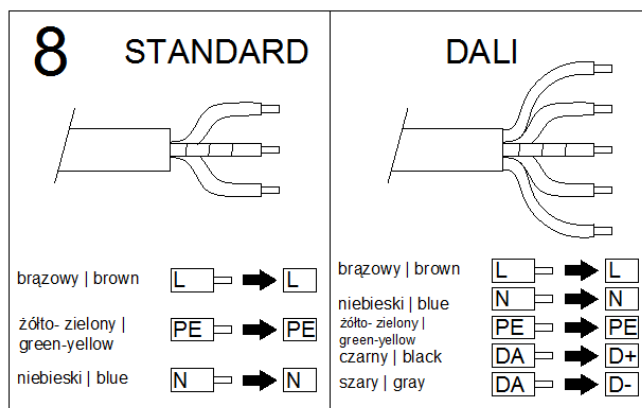 8 STANDARD
brązowy | brown L L
żółto- zielony |
green-yellow PE PE
niebieski | blue N N
DALI
brązowy | brown L L
niebieski | blue N N
żółto- zielony |
green-yellow PE PE
czarny | black DA D+
szary | gray DA D-